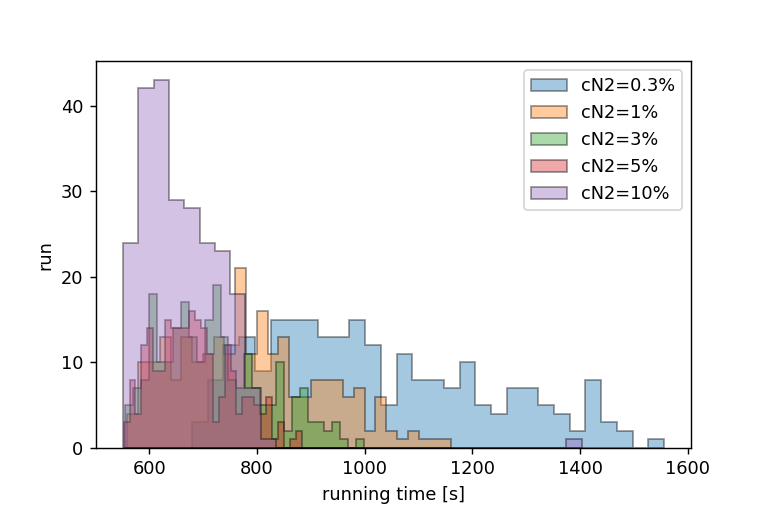 cN2=0.3%
cN2=1%
cN2=3%
cN2=5%
cN2=10%
40
30
20
10
0
run
600 800 1000 1200 1400 1600
running time [s]